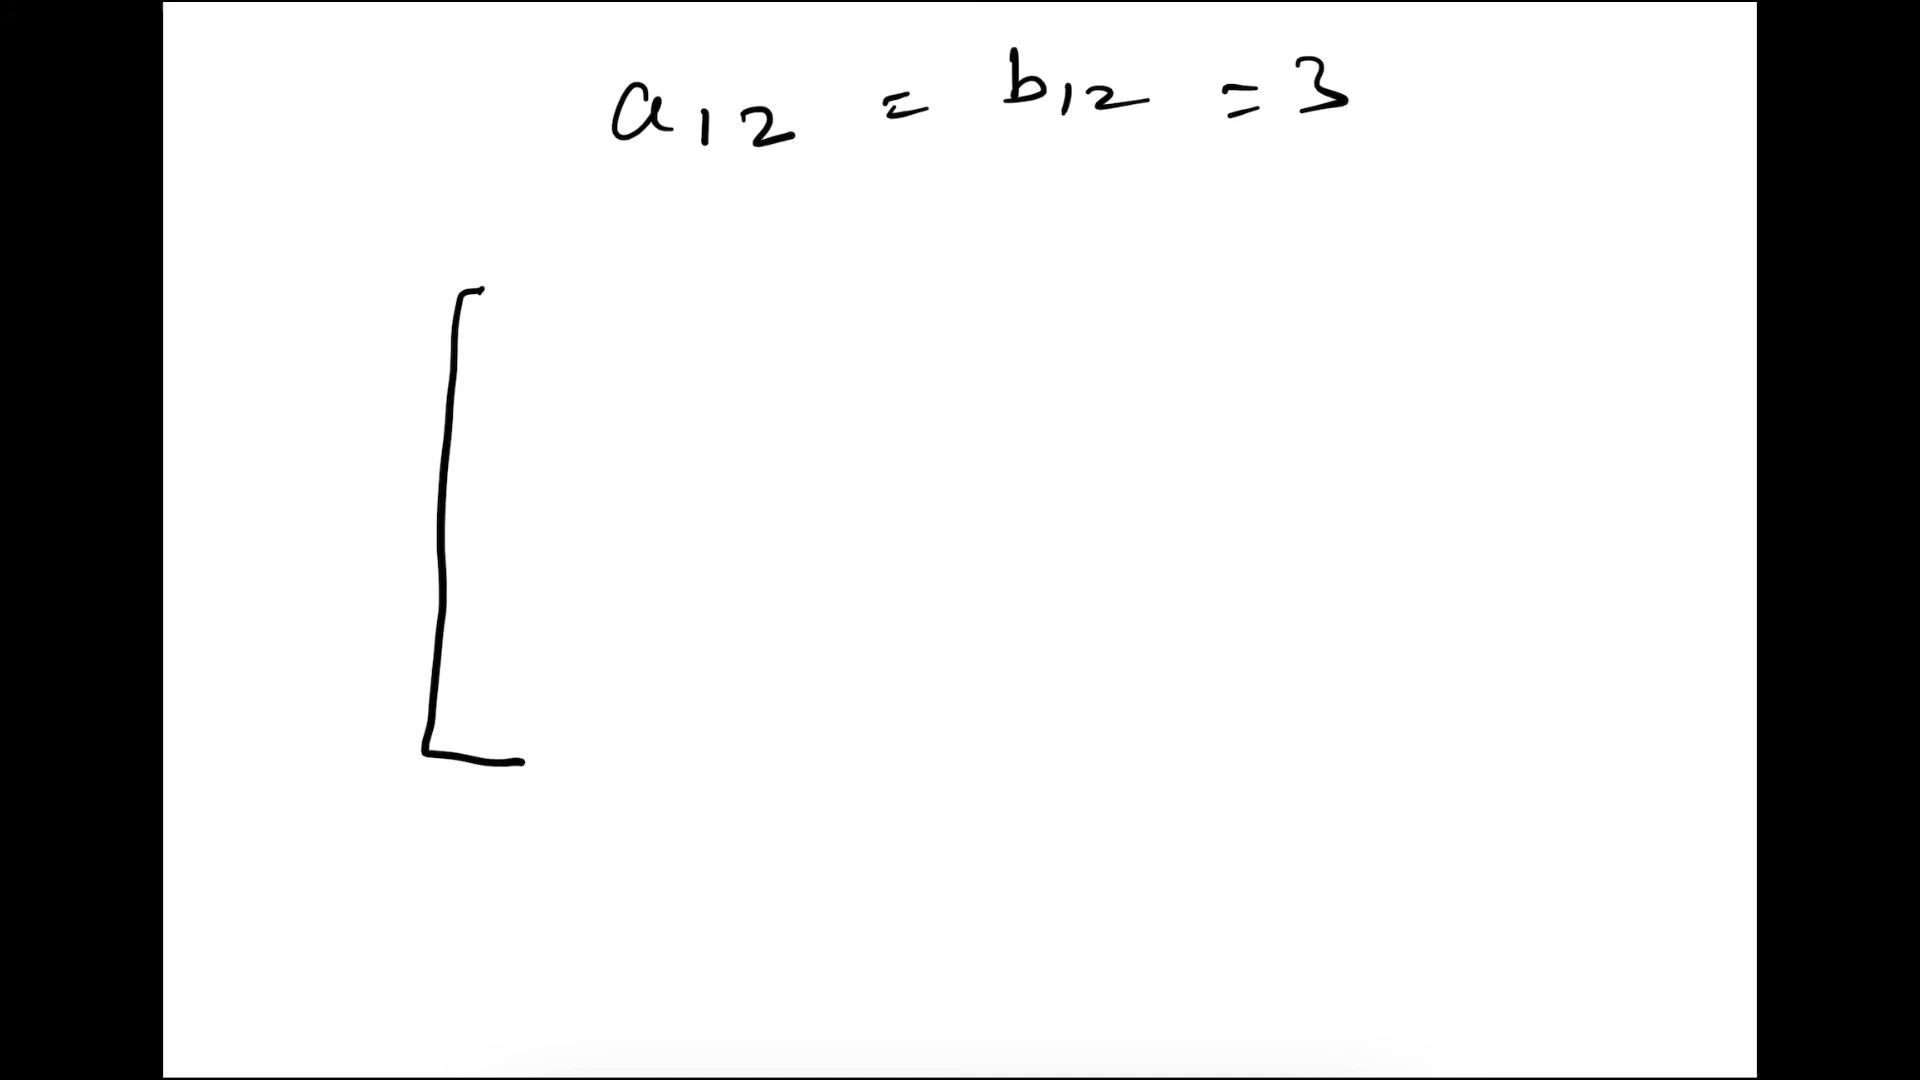 a₁₂ = b₁₂ = 3
[